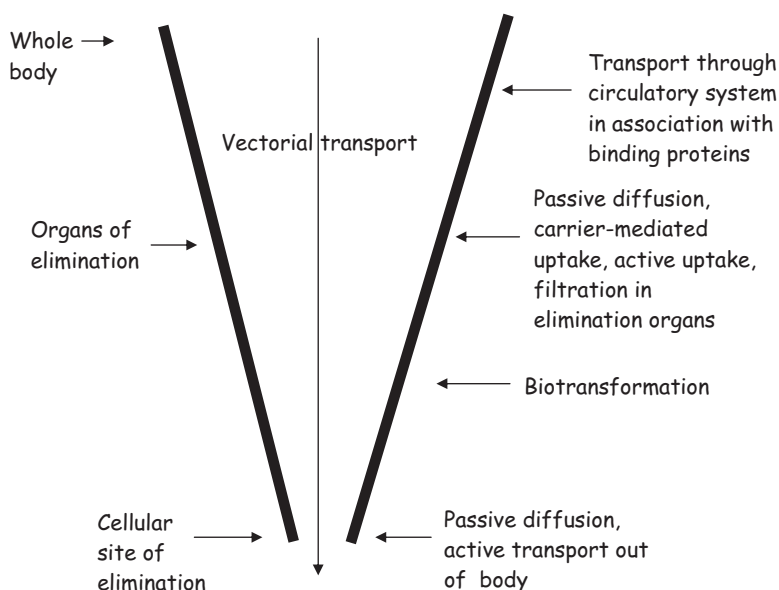 Whole
body
Transport through
circulatory system
in association with
binding proteins
Vectorial transport
Passive diffusion,
carrier-mediated
uptake, active uptake,
filtration in
elimination organs
Organs of
elimination
Biotransformation
Cellular
site of
elimination
Passive diffusion,
active transport out
of body